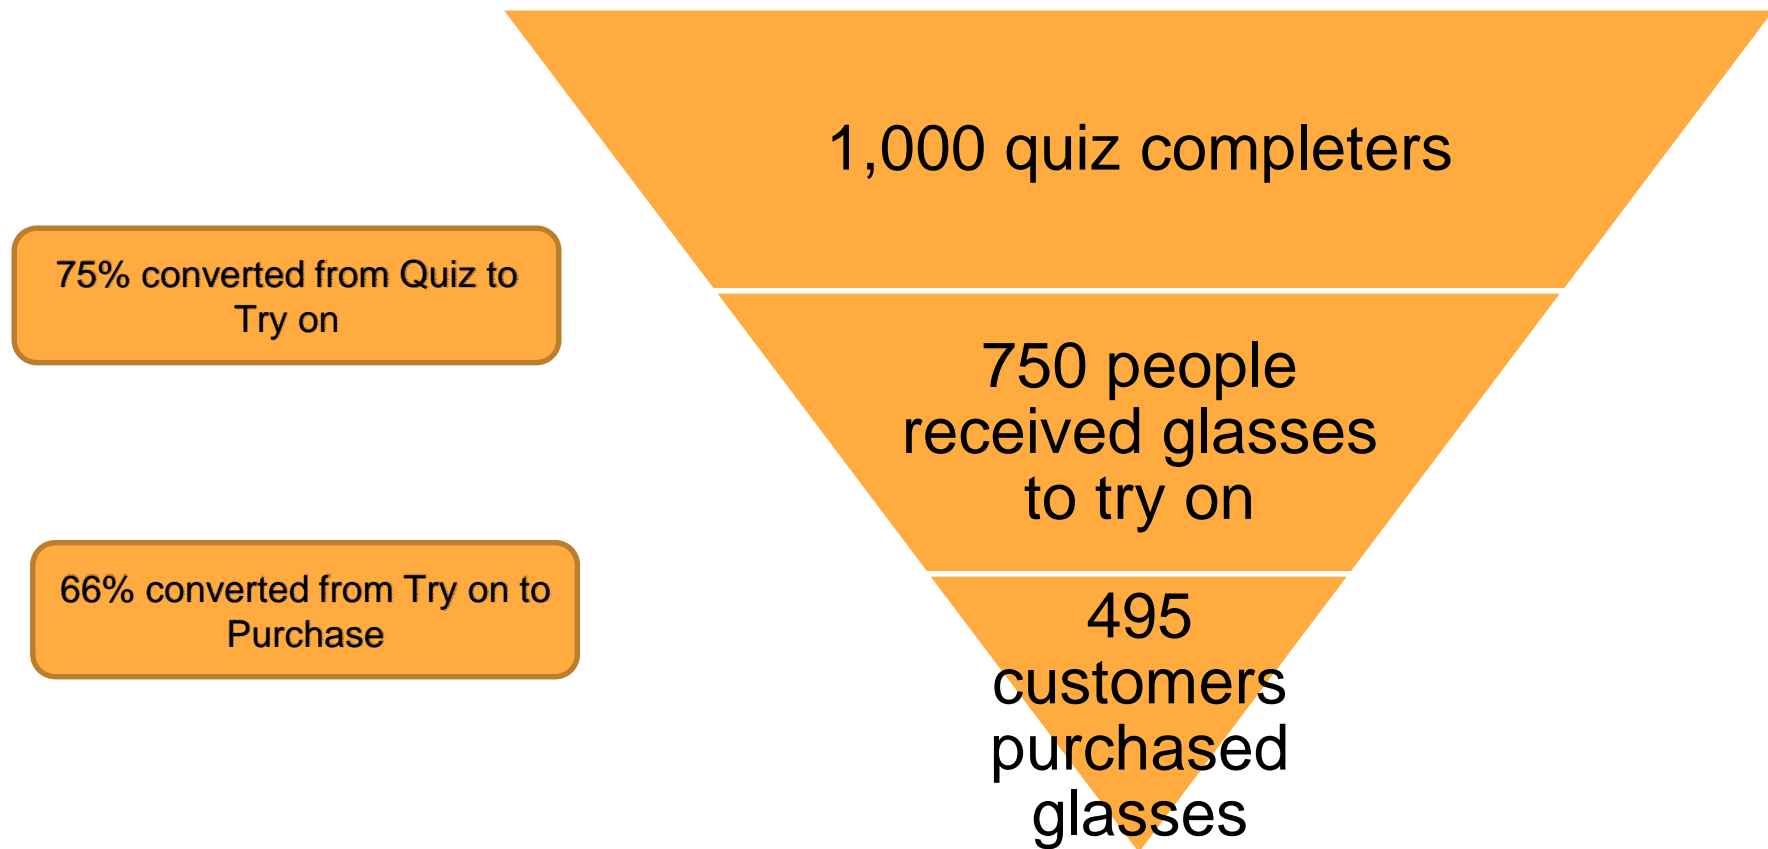 1,000 quiz completers
75% converted from Quiz to
Try on
750 people
received glasses
to try on
66% converted from Try on to
Purchase
495
customers
purchased
glasses